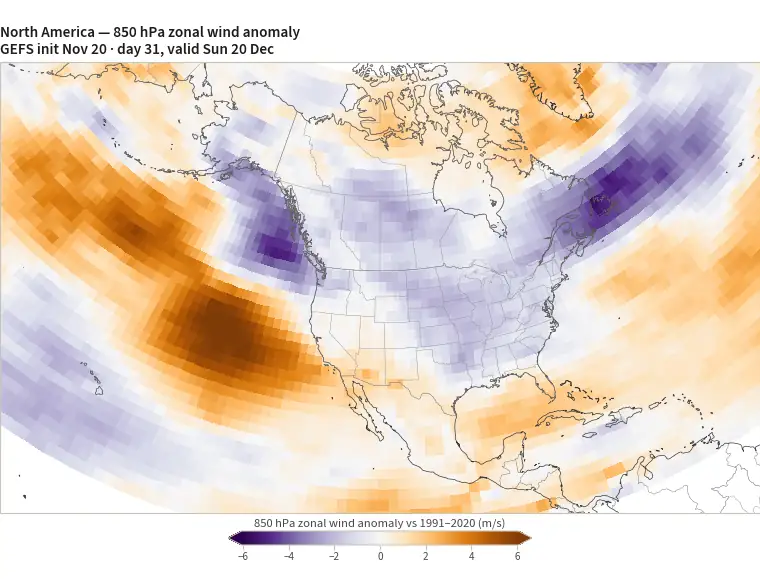 North America — 850 hPa zonal wind anomaly
GEFS init Nov 20 · day 31, valid Sun 20 Dec
850 hPa zonal wind anomaly vs 1991–2020 (m/s)
−6 −4 −2 0 2 4 6